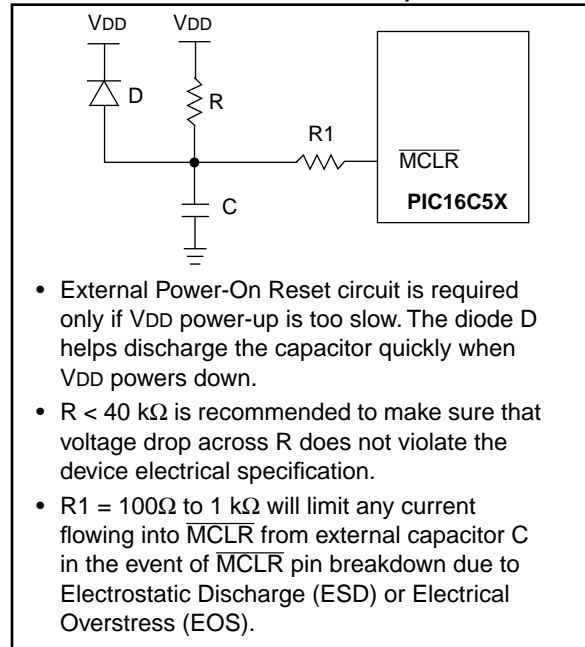 VDD VDD
D
R
R1
MCLR
PIC16C5X
C
• External Power-On Reset circuit is required
only if VDD power-up is too slow. The diode D
helps discharge the capacitor quickly when
VDD powers down.
• R < 40 kΩ is recommended to make sure that
voltage drop across R does not violate the
device electrical specification.
• R1 = 100Ω to 1 kΩ will limit any current
flowing into MCLR from external capacitor C
in the event of MCLR pin breakdown due to
Electrostatic Discharge (ESD) or Electrical
Overstress (EOS).